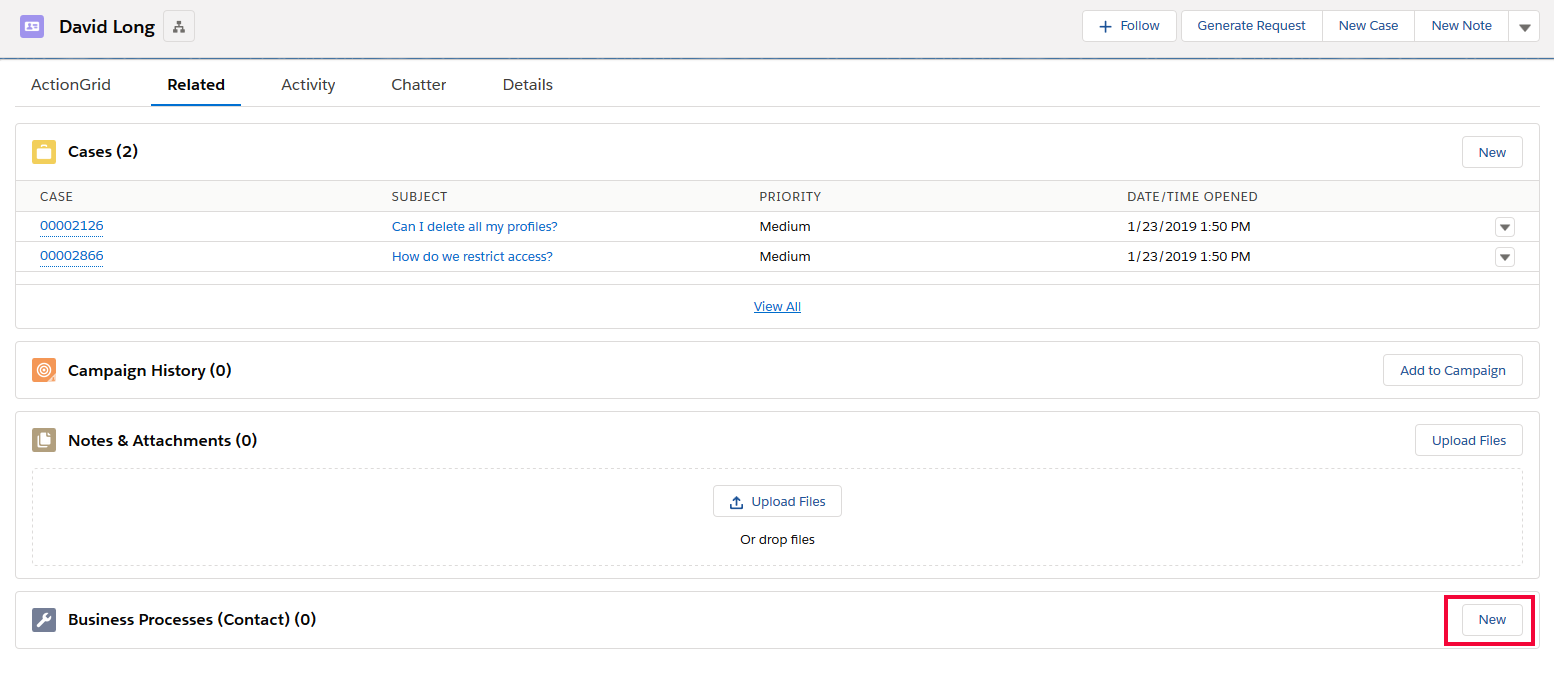 David Long
Follow
Generate Request
New Case
New Note
ActionGrid
Related
Activity
Chatter
Details
Cases (2)
New
CASE SUBJECT PRIORITY DATE/TIME OPENED
00002126 Can I delete all my profiles? Medium 1/23/2019 1:50 PM
00002866 How do we restrict access? Medium 1/23/2019 1:50 PM
View All
Campaign History (0)
Add to Campaign
Notes & Attachments (0)
Upload Files
Upload Files
Or drop files
Business Processes (Contact) (0)
New